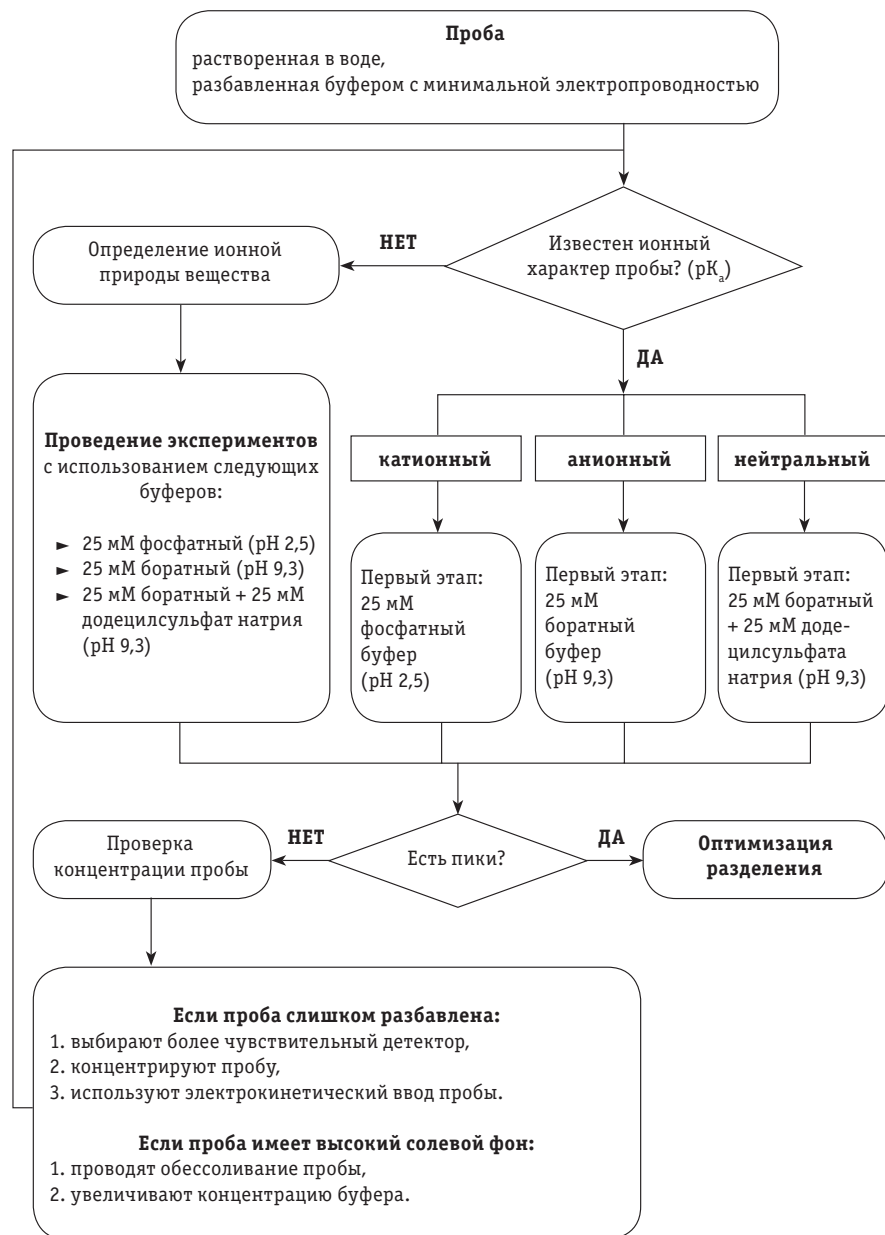 Проба
растворенная в воде,
разбавленная буфером с минимальной электропроводностью
НЕТ
Известен ионный
характер пробы? (pKa)
Определение ионной
природы вещества
ДА
Проведение экспериментов
с использованием следующих
буферов:
► 25 мМ фосфатный (pH 2,5)
► 25 мМ боратный (pH 9,3)
► 25 мМ боратный + 25 мМ
додецилсульфат натрия
(pH 9,3)
катионный
анионный
нейтральный
Первый этап:
25 мМ
фосфатный
буфер
(pH 2,5)
Первый этап:
25 мМ
боратный
буфер
(pH 9,3)
Первый этап:
25 мМ боратный
+ 25 мМ доде-
цилсульфата
натрия (pH 9,3)
Проверка
концентрации пробы
НЕТ
Есть пики?
ДА
Оптимизация
разделения
Если проба слишком разбавлена:
1. выбирают более чувствительный детектор,
2. концентрируют пробу,
3. используют электрокинетический ввод пробы.
Если проба имеет высокий солевой фон:
1. проводят обессоливание пробы,
2. увеличивают концентрацию буфера.